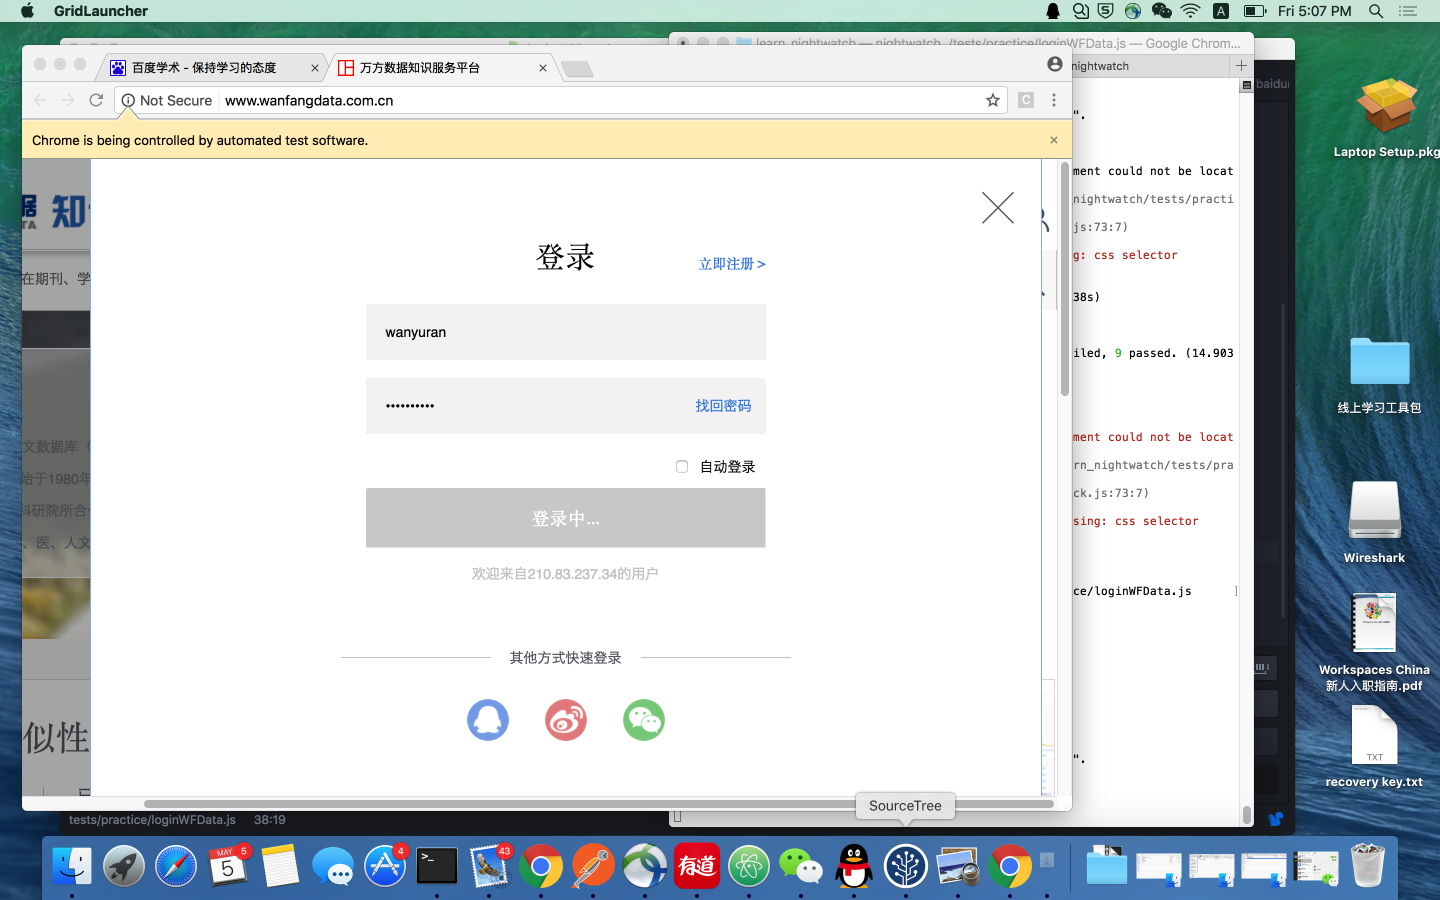 GridLauncher
Fri 5:07 PM
learn_nightwatch — nightwatch ./tests/practice/loginWFData.js — Google Chrom...
百度学术 - 保持学习的态度
万方数据知识服务平台
nightwatch
Not Secure
www.wanfangdata.com.cn
baidu
Chrome is being controlled by automated test software.
".
Laptop Setup.pkg
ment could not be locat
nightwatch/tests/practi
js:73:7)
g: css selector
38s)
iled, 9 passed. (14.903
ment could not be locat
rn_nightwatch/tests/pra
ck.js:73:7)
sing: css selector
ce/loginWFData.js
".
登录
立即注册 >
在期刊、学
wanyuran
找回密码
自动登录
文数据库（
始于1980年
科研院所合
、医、人文
登录中...
欢迎来自210.83.237.34的用户
其他方式快速登录
似性
线上学习工具包
Wireshark
Workspaces China
新人入职指南.pdf
TXT
recovery key.txt
SourceTree
tests/practice/loginWFData.js 38:19
MAY
5
5
4
43
有道